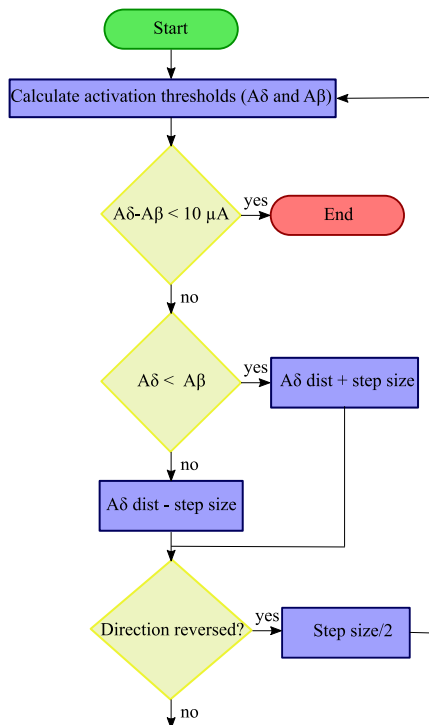 Start
Calculate activation thresholds (Aδ and Aβ)
Aδ-Aβ < 10 µA
yes
End
no
Aδ < Aβ
yes
Aδ dist + step size
no
Aδ dist - step size
Direction reversed?
yes
Step size/2
no